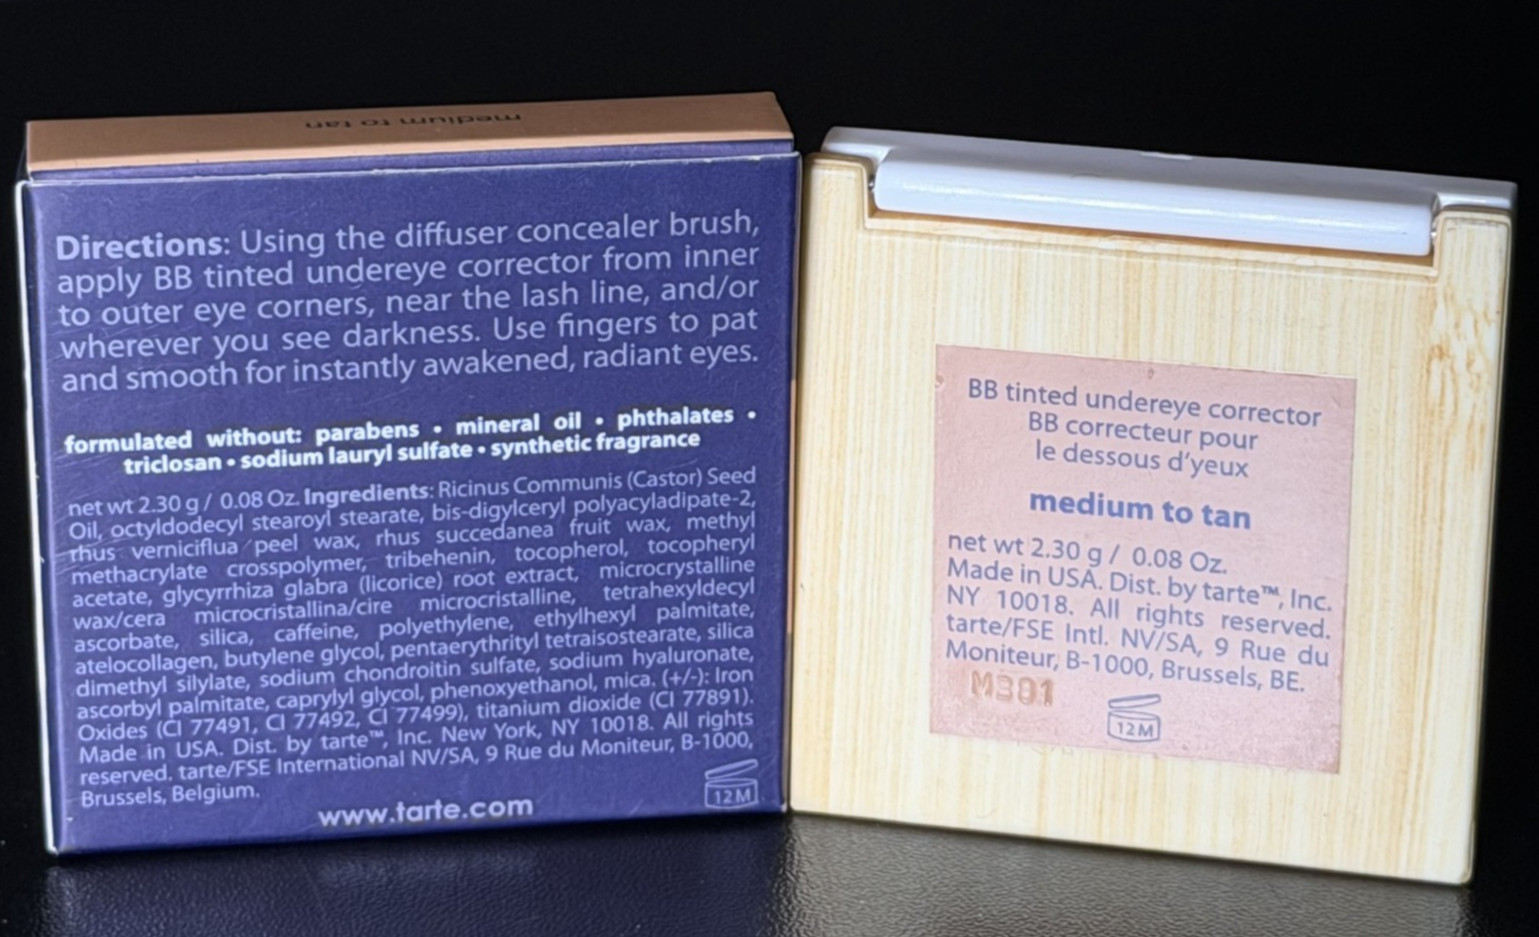 medium to tan
Directions: Using the diffuser concealer brush,
apply BB tinted undereye corrector from inner
to outer eye corners, near the lash line, and/or
wherever you see darkness. Use fingers to pat
and smooth for instantly awakened, radiant eyes.
formulated without: parabens • mineral oil • phthalates •
triclosan • sodium lauryl sulfate • synthetic fragrance
net wt 2.30 g / 0.08 Oz. Ingredients: Ricinus Communis (Castor) Seed
Oil, octyldodecyl stearoyl stearate, bis-diglyceryl polyacyladipate-2,
rhus verniciflua peel wax, rhus succedanea fruit wax, methyl
methacrylate crosspolymer, tribehenin, tocopherol, tocopheryl
acetate, glycyrrhiza glabra (licorice) root extract, microcrystalline
wax/cera microcristallina/cire microcristalline, tetrahexyldecyl
ascorbate, silica, caffeine, polyethylene, ethylhexyl palmitate,
atelocollagen, butylene glycol, pentaerythrityl tetraisostearate, silica
dimethyl silylate, sodium chondroitin sulfate, sodium hyaluronate,
ascorbyl palmitate, caprylyl glycol, phenoxyethanol, mica. (+/-): Iron
Oxides (CI 77491, CI 77492, CI 77499), titanium dioxide (CI 77891).
Made in USA. Dist. by tarte™, Inc. New York, NY 10018. All rights
reserved. tarte/FSE International NV/SA, 9 Rue du Moniteur, B-1000,
Brussels, Belgium.
www.tarte.com
12M
BB tinted undereye corrector
BB correcteur pour
le dessous d'yeux
medium to tan
net wt 2.30 g / 0.08 Oz.
Made in USA. Dist. by tarte™, Inc.
NY 10018. All rights reserved.
tarte/FSE Intl. NV/SA, 9 Rue du
Moniteur, B-1000, Brussels, BE.
M381
12M